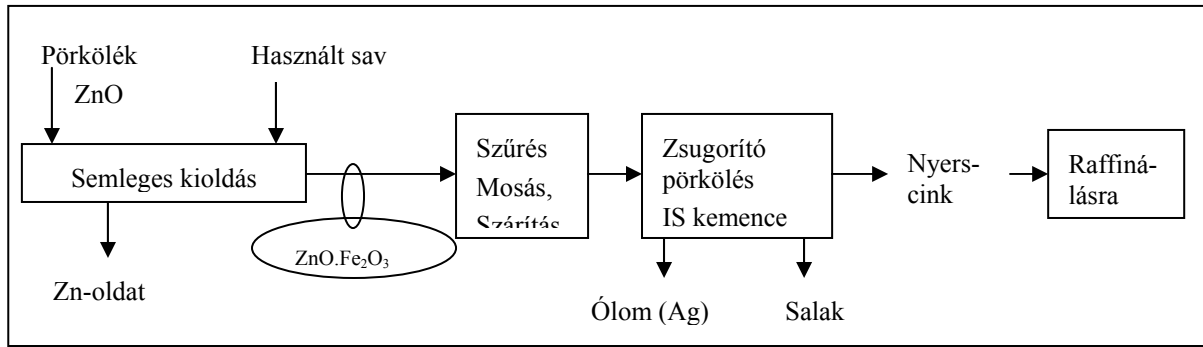 Pörkölék
ZnO
Használt sav
Semleges kioldás
Zn-oldat
ZnO.Fe₂O₃
Szűrés
Mosás,
Szárítás
Zsugorító
pörkölés
IS kemence
Ólom (Ag)
Salak
Nyers-
cink
Raffiná-
lásra